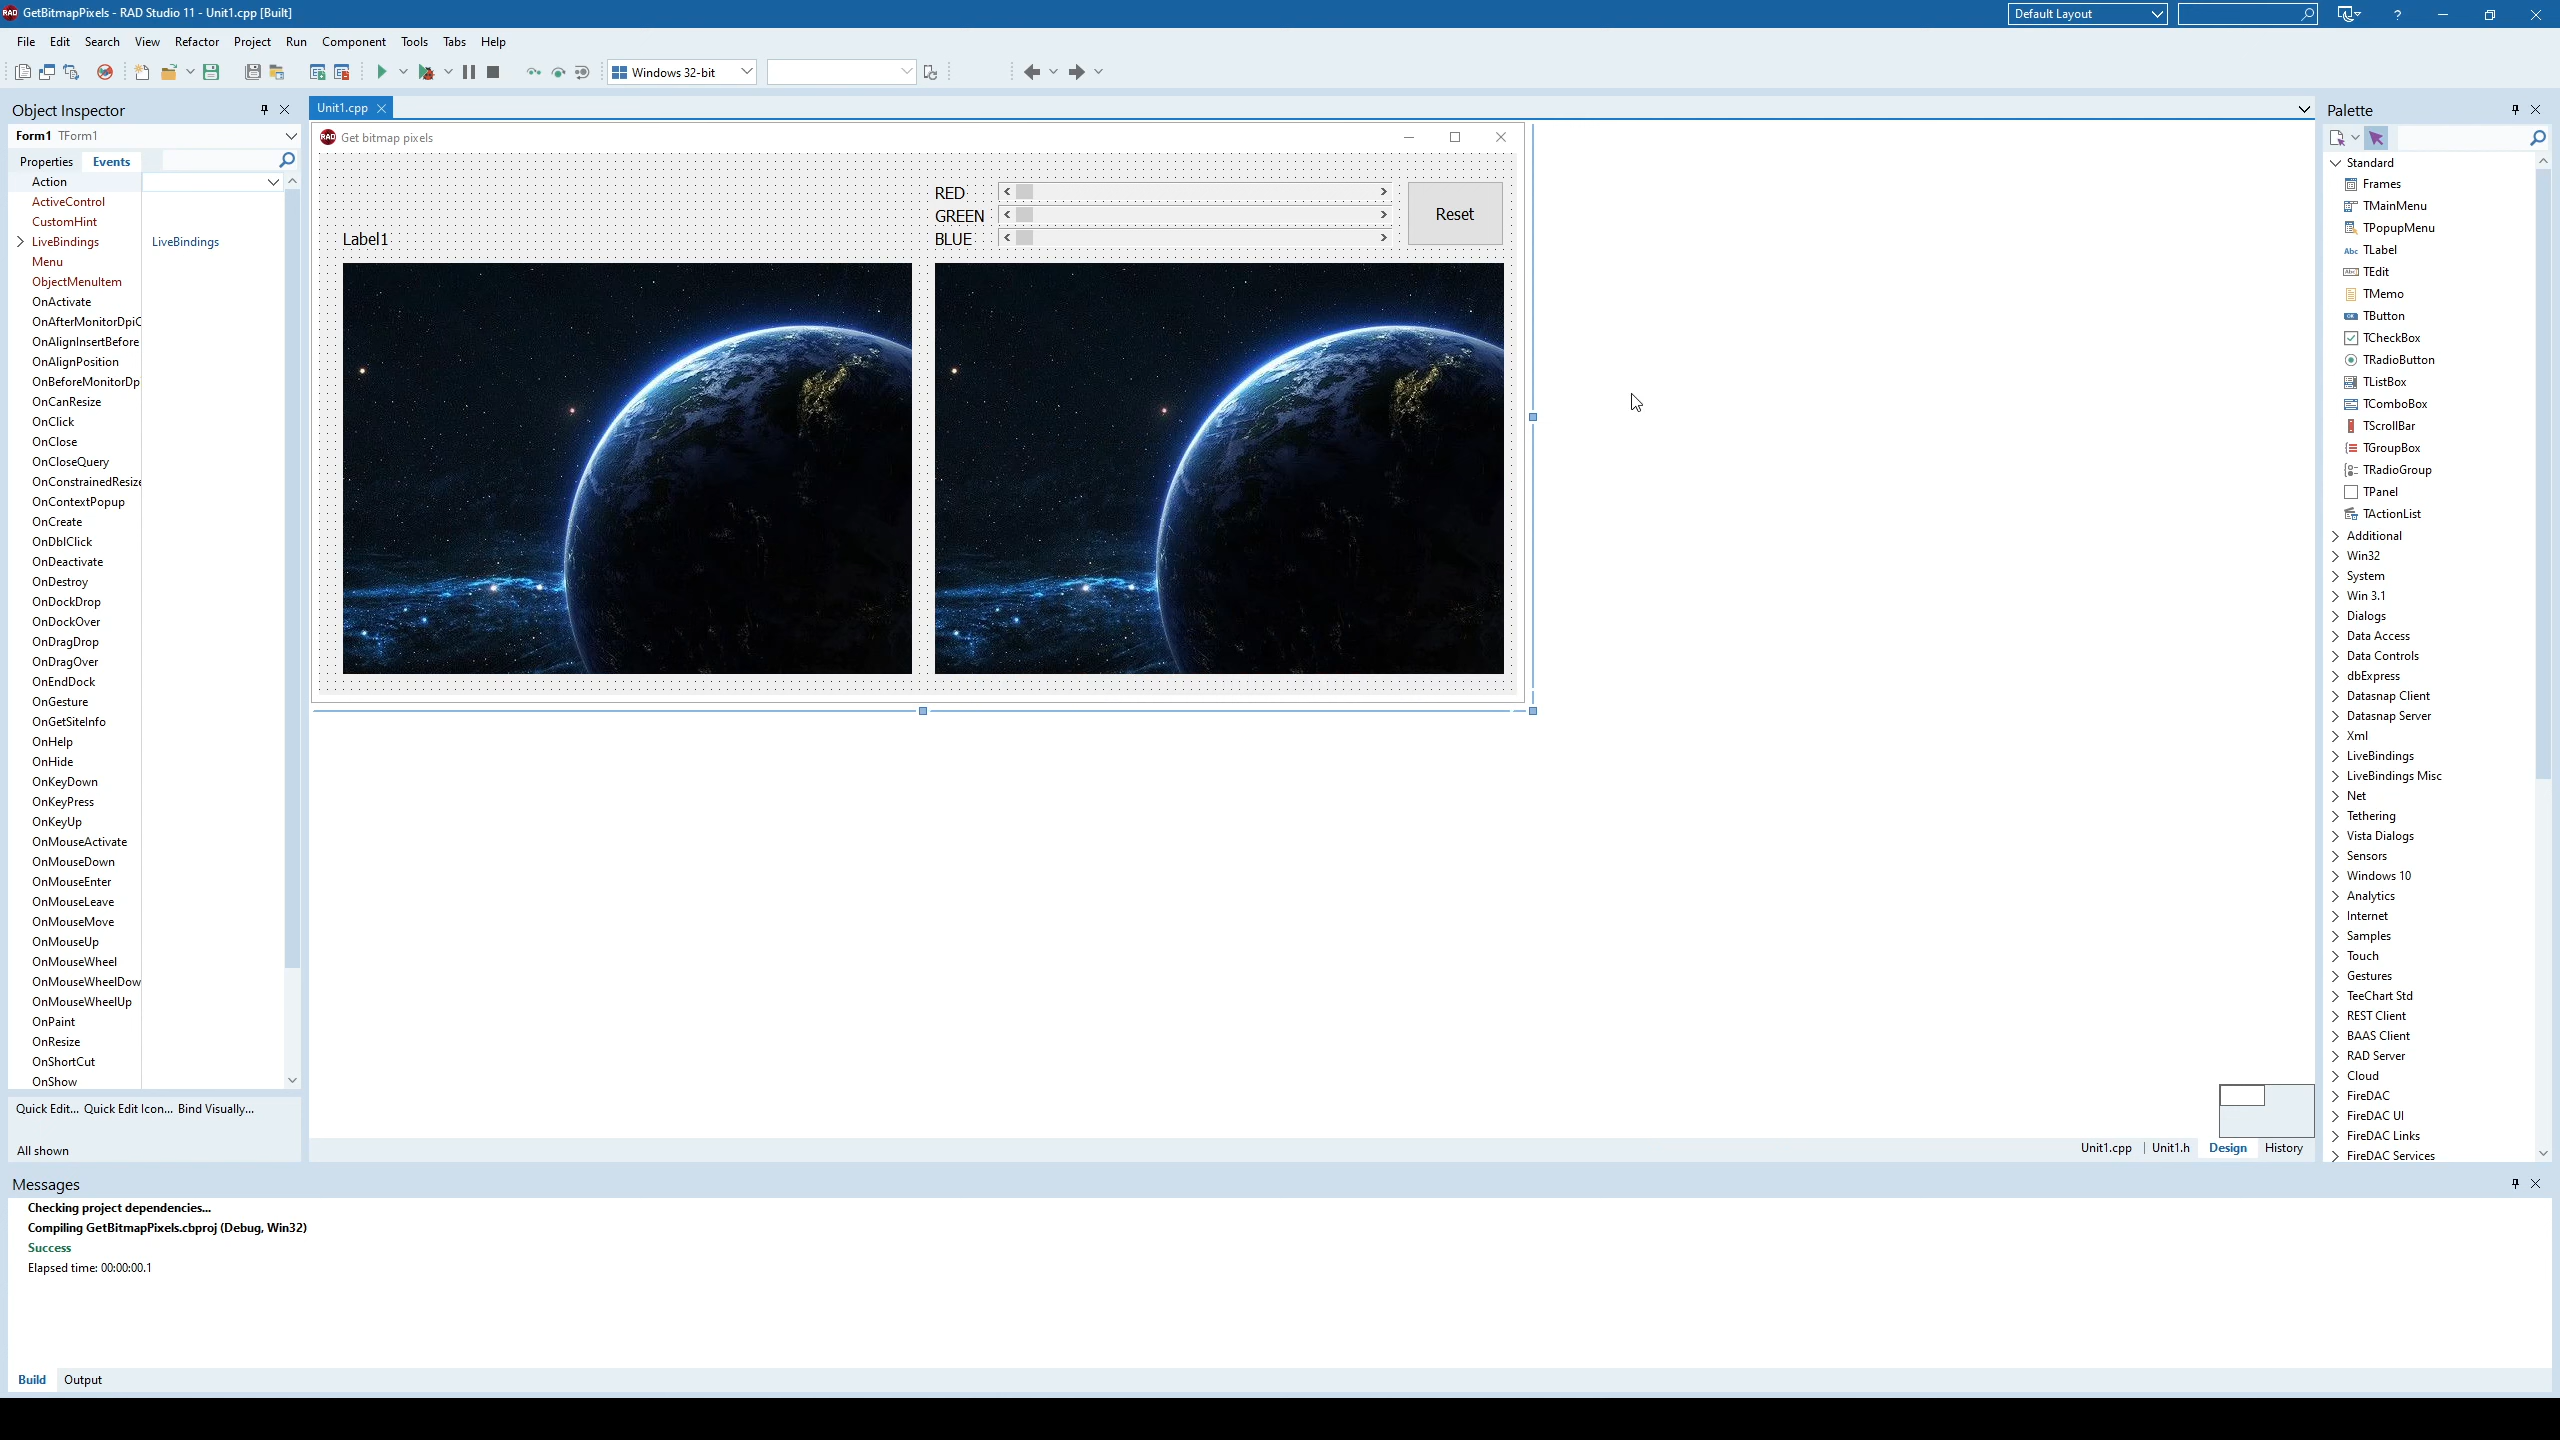 GetBitmapPixels - RAD Studio 11 - Unit1.cpp [Built]
Default Layout
?
File Edit Search View Refactor Project Run Component Tools Tabs Help
Windows 32-bit
Object Inspector
Form1 TForm1
Properties Events
Action
ActiveControl
CustomHint
LiveBindings LiveBindings
Menu
ObjectMenuItem
OnActivate
OnAfterMonitorDpiC
OnAlignInsertBefore
OnAlignPosition
OnBeforeMonitorDp
OnCanResize
OnClick
OnClose
OnCloseQuery
OnConstrainedResize
OnContextPopup
OnCreate
OnDblClick
OnDeactivate
OnDestroy
OnDockDrop
OnDockOver
OnDragDrop
OnDragOver
OnEndDock
OnGesture
OnGetSiteInfo
OnHelp
OnHide
OnKeyDown
OnKeyPress
OnKeyUp
OnMouseActivate
OnMouseDown
OnMouseEnter
OnMouseLeave
OnMouseMove
OnMouseUp
OnMouseWheel
OnMouseWheelDow
OnMouseWheelUp
OnPaint
OnResize
OnShortCut
OnShow
Quick Edit... Quick Edit Icon... Bind Visually...
All shown
Unit1.cpp
RAD Get bitmap pixels
RED
GREEN
BLUE
Reset
Label1
Unit1.cpp Unit1.h Design History
Palette
Standard
Frames
TMainMenu
TPopupMenu
Abc TLabel
TEdit
TMemo
TButton
TCheckBox
TRadioButton
TListBox
TComboBox
TScrollBar
TGroupBox
TRadioGroup
TPanel
TActionList
Additional
Win32
System
Win 3.1
Dialogs
Data Access
Data Controls
dbExpress
Datasnap Client
Datasnap Server
Xml
LiveBindings
LiveBindings Misc
Net
Tethering
Vista Dialogs
Sensors
Windows 10
Analytics
Internet
Samples
Touch
Gestures
TeeChart Std
REST Client
BAAS Client
RAD Server
Cloud
FireDAC
FireDAC UI
FireDAC Links
FireDAC Services
Messages
Checking project dependencies...
Compiling GetBitmapPixels.cbproj (Debug, Win32)
Success
Elapsed time: 00:00:00.1
Build Output